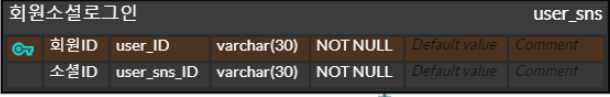 회원소셜로그인 user_sns
회원ID user_ID varchar(30) NOT NULL Default value Comment
소셜ID user_sns_ID varchar(30) NOT NULL Default value Comment